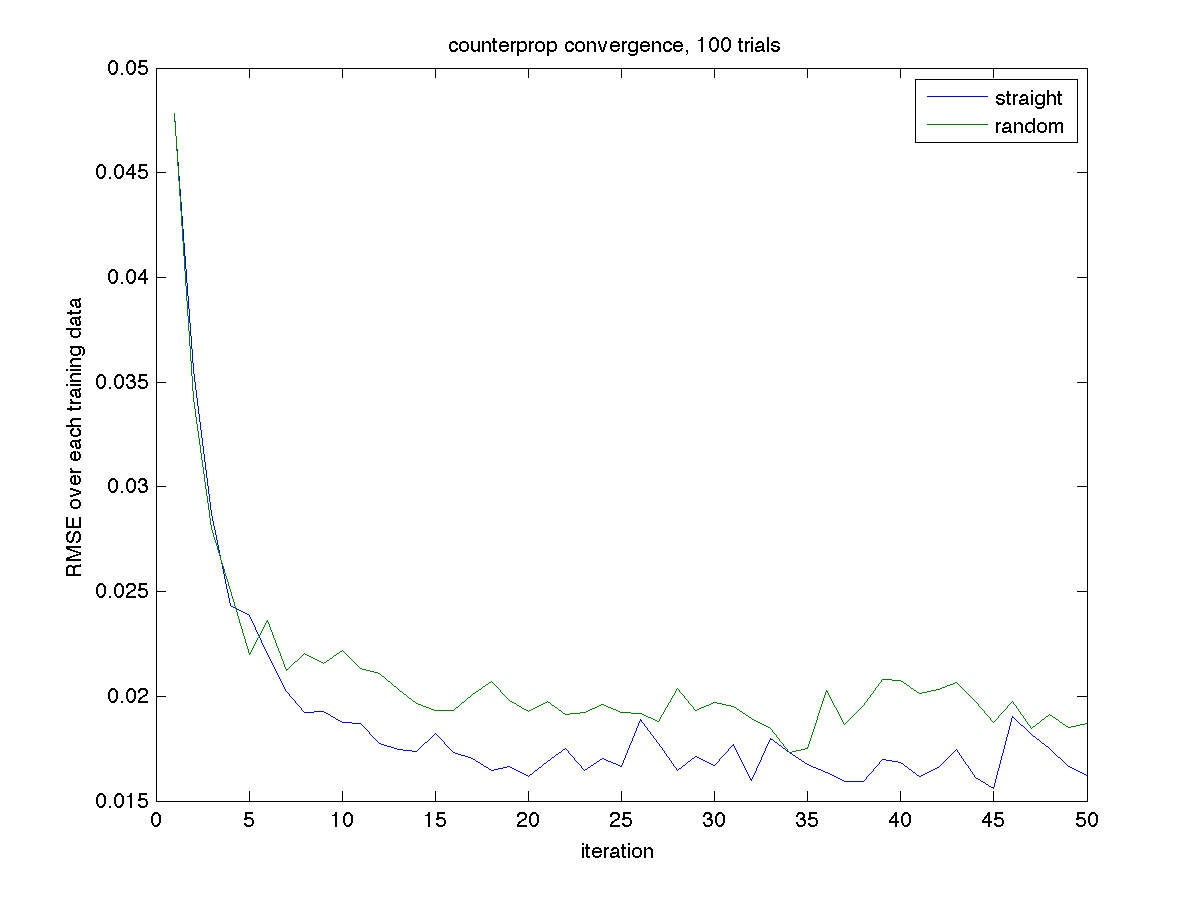 counterprop convergence, 100 trials
straight
random
RMSE over each training data
0.05
0.045
0.04
0.035
0.03
0.025
0.02
0.015
0 5 10 15 20 25 30 35 40 45 50
iteration